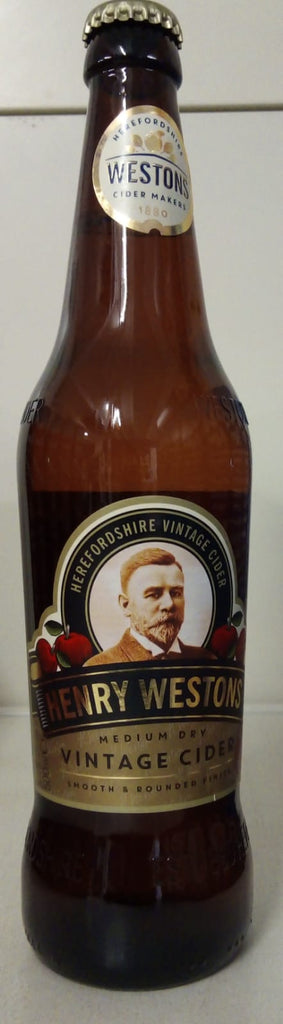 HEREFORDSHIRE
WESTONS
CIDER MAKERS
1880
HEREFORDSHIRE VINTAGE CIDER
HENRY WESTONS
MEDIUM DRY
VINTAGE CIDER
SMOOTH & ROUNDED FINISH